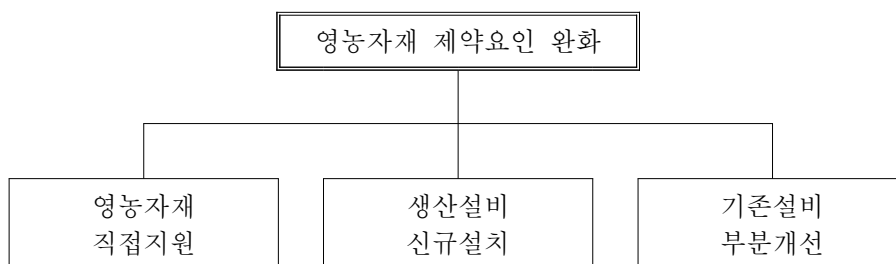 영농자재 제약요인 완화
영농자재
직접지원
생산설비
신규설치
기존설비
부분개선